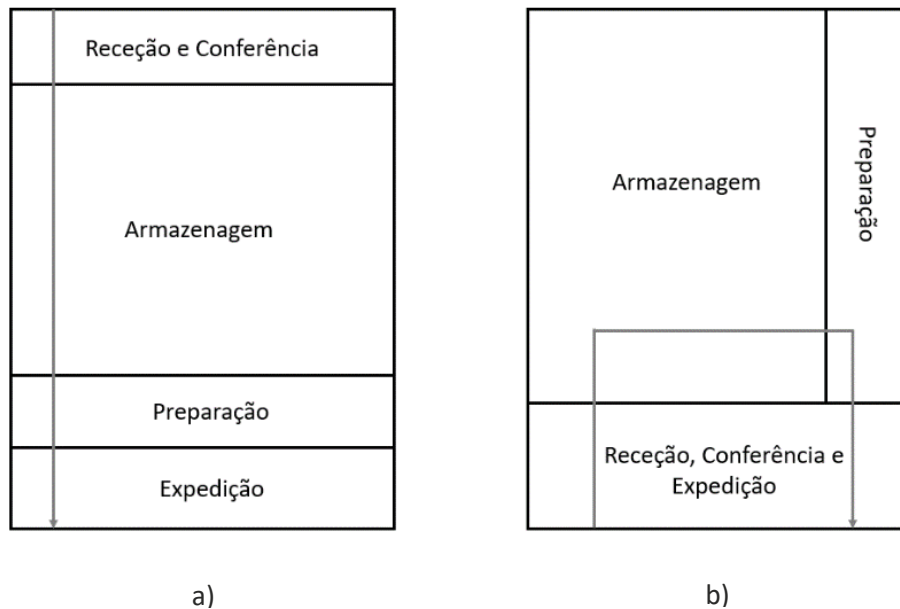 Receção e Conferência
Armazenagem
Preparação
Expedição
a)
Armazenagem
Preparação
Receção, Conferência e
Expedição
b)